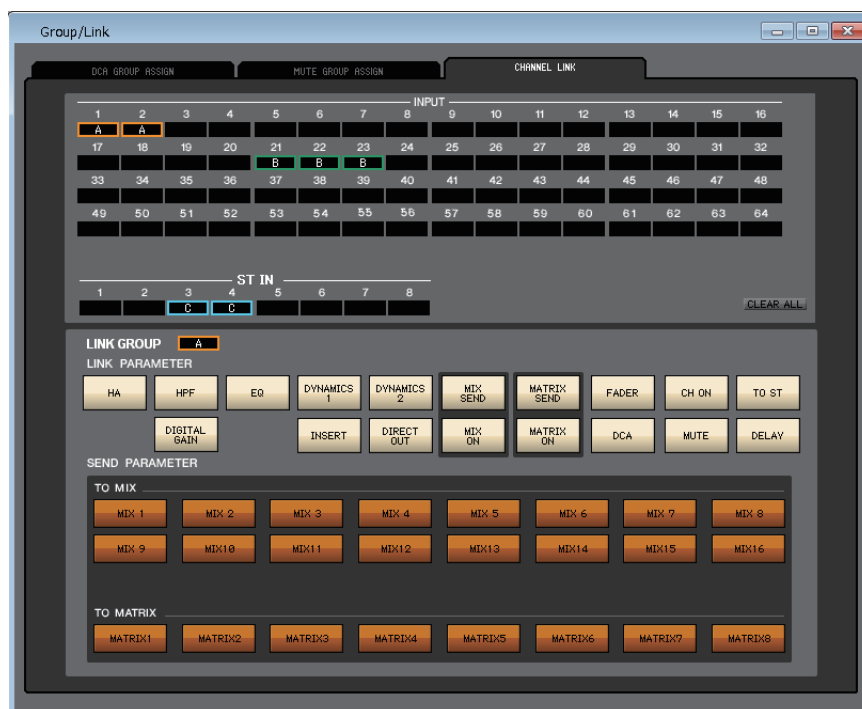 Group/Link
DCA GROUP ASSIGN MUTE GROUP ASSIGN CHANNEL LINK
INPUT
1 2 3 4 5 6 7 8 9 10 11 12 13 14 15 16
A A
17 18 19 20 21 22 23 24 25 26 27 28 29 30 31 32
B B B
33 34 35 36 37 38 39 40 41 42 43 44 45 46 47 48
49 50 51 52 53 54 55 56 57 58 59 60 61 62 63 64
ST IN
1 2 3 4 5 6 7 8
C C
CLEAR ALL
LINK GROUP A
LINK PARAMETER
HA HPF EQ DYNAMICS 1 DYNAMICS 2 MIX SEND MATRIX SEND FADER CH ON TO ST
DIGITAL GAIN INSERT DIRECT OUT MIX ON MATRIX ON DCA MUTE DELAY
SEND PARAMETER
TO MIX
MIX 1 MIX 2 MIX 3 MIX 4 MIX 5 MIX 6 MIX 7 MIX 8
MIX 9 MIX10 MIX11 MIX12 MIX13 MIX14 MIX15 MIX16
TO MATRIX
MATRIX1 MATRIX2 MATRIX3 MATRIX4 MATRIX5 MATRIX6 MATRIX7 MATRIX8